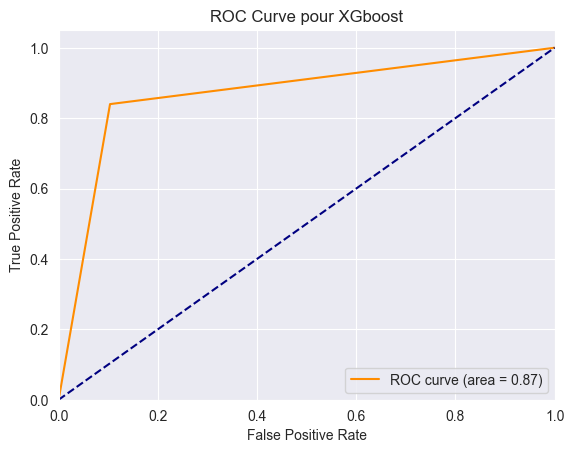 ROC Curve pour XGboost
1.0
0.8
0.6
0.4
0.2
0.0
True Positive Rate
ROC curve (area = 0.87)
0.0 0.2 0.4 0.6 0.8 1.0
False Positive Rate